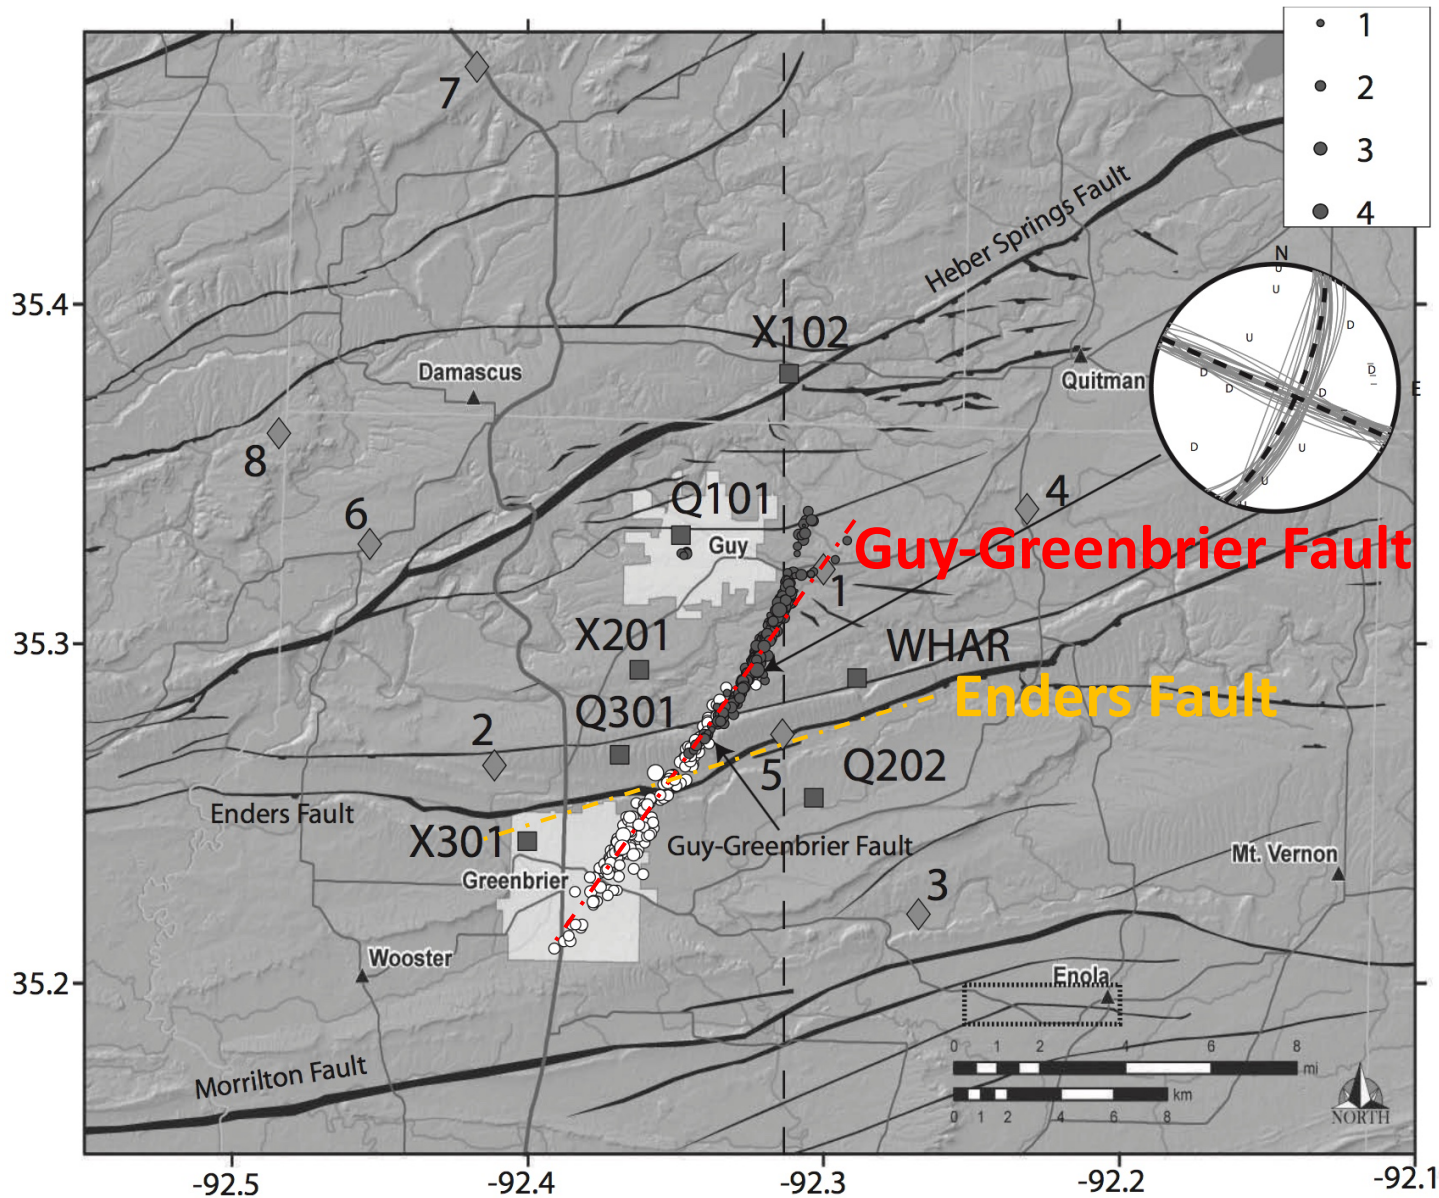 1
2
3
4
7
Heber Springs Fault
N
U
U
D
U
D
D
D
D
D
U
U
U
E
35.4
X102
Damascus
Quitman
8
6
Q101
4
Guy
Guy-Greenbrier Fault
1
35.3
X201
WHAR
Enders Fault
Q301
2
5
Q202
Enders Fault
X301
Guy-Greenbrier Fault
Mt. Vernon
Greenbrier
3
Wooster
35.2
Enola
0 1 2 4 6 8
mi
km
0 1 2 4 6 8
NORTH
Morrilton Fault
-92.5 -92.4 -92.3 -92.2 -92.1